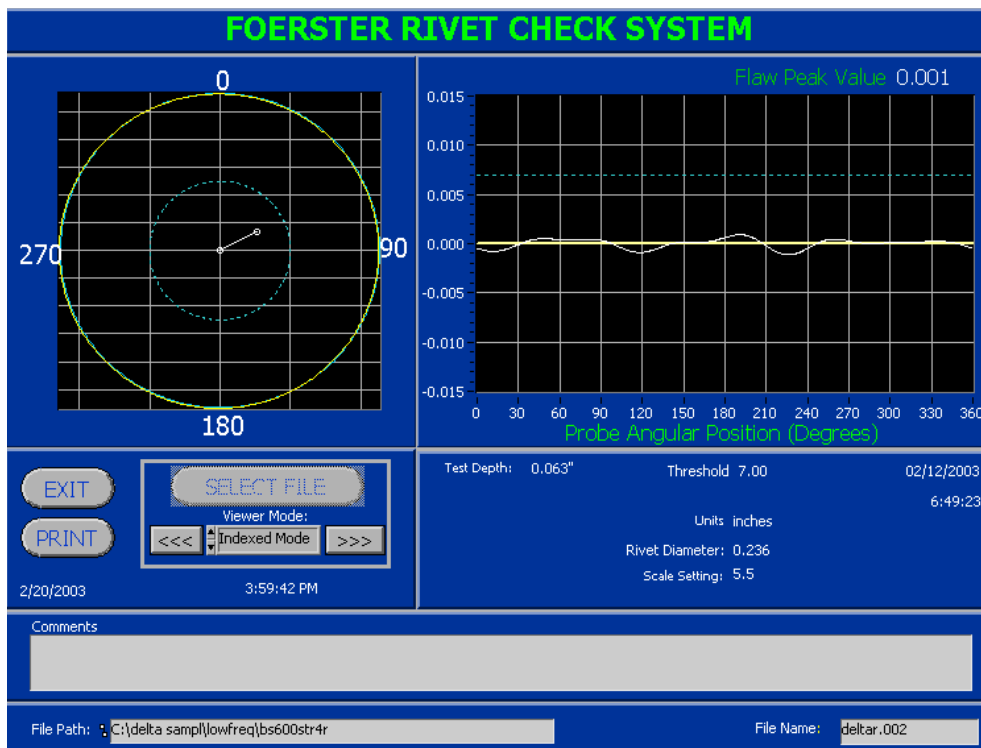 FOERSTER RIVET CHECK SYSTEM
0
270
90
180
Flaw Peak Value 0.001
0.015
0.010
0.005
0.000
-0.005
-0.010
-0.015
0 30 60 90 120 150 180 210 240 270 300 330 360
Probe Angular Position (Degrees)
EXIT
PRINT
SELECT FILE
Viewer Mode:
<<< Indexed Mode >>>
2/20/2003 3:59:42 PM
Test Depth: 0.063" Threshold 7.00 02/12/2003
6:49:23
Units inches
Rivet Diameter: 0.236
Scale Setting: 5.5
Comments
File Path: C:\delta sampl\lowfreq\bs600str4r
File Name: deltar.002